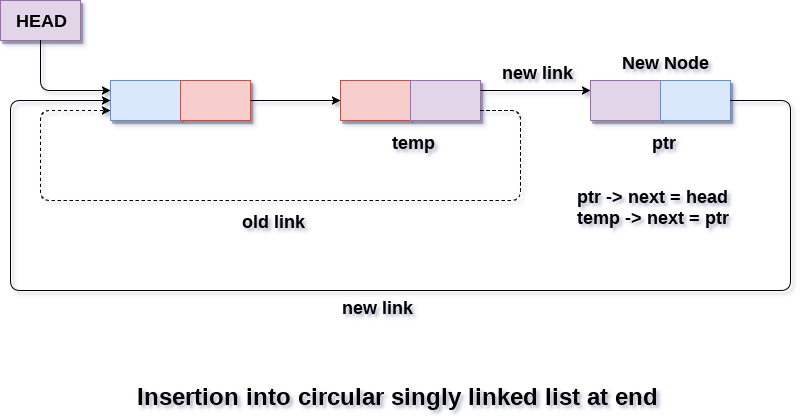 HEAD
new link
New Node
temp
ptr
ptr -> next = head
temp -> next = ptr
old link
new link
Insertion into circular singly linked list at end